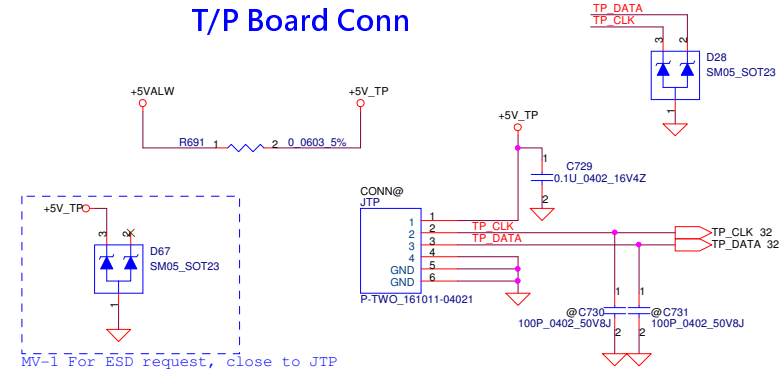 T/P Board Conn
TP_DATA
TP_CLK
3
2
D28
SM05_SOT23
1
+5VALW
+5V_TP
R691 1 2 0_0603_5%
+5V_TP
1
C729
0.1U_0402_16V4Z
2
CONN@
JTP
1 1
2 2 TP_CLK
3 3 TP_DATA
4 4
GND 5
GND 6
P-TWO_161011-04021
TP_CLK 32
TP_DATA 32
1 1
@C730 @C731
100P_0402_50V8J 100P_0402_50V8J
2 2
+5V_TP
3
2
D67
SM05_SOT23
1
MV-1 For ESD request, close to JTP